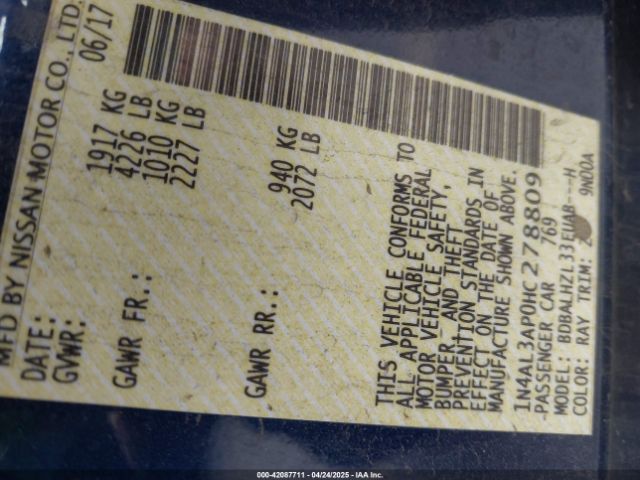 MFD BY NISSAN MOTOR CO., LTD.
DATE: 06/17
GVWR: 1917 KG
4226 LB
GAWR FR.: 1010 KG
2227 LB
GAWR RR.: 940 KG
2072 LB
THIS VEHICLE CONFORMS TO
ALL APPLICABLE FEDERAL
MOTOR VEHICLE SAFETY,
BUMPER, AND THEFT
PREVENTION STANDARDS IN
EFFECT ON THE DATE OF
MANUFACTURE SHOWN ABOVE.
1N4AL3AP0HC278809
PASSENGER CAR 769
MODEL: BDBALHZL33EUAB---H
COLOR: RAY TRIM: 9N00A
000-42087711 - 04/24/2025 - IAA Inc.